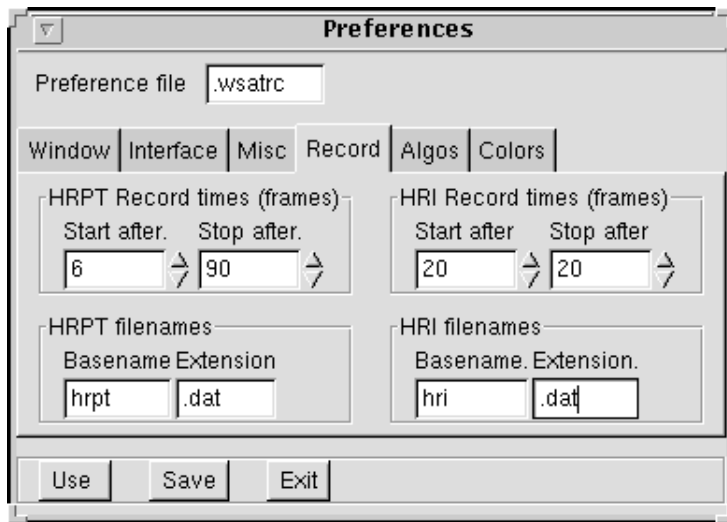 Preferences
Preference file .wsatrc
Window Interface Misc Record Algos Colors
HRPT Record times (frames) HRI Record times (frames)
Start after. Stop after. Start after Stop after
6 90 20 20
HRPT filenames HRI filenames
Basename Extension Basename. Extension.
hrpt .dat hri .dat
Use Save Exit